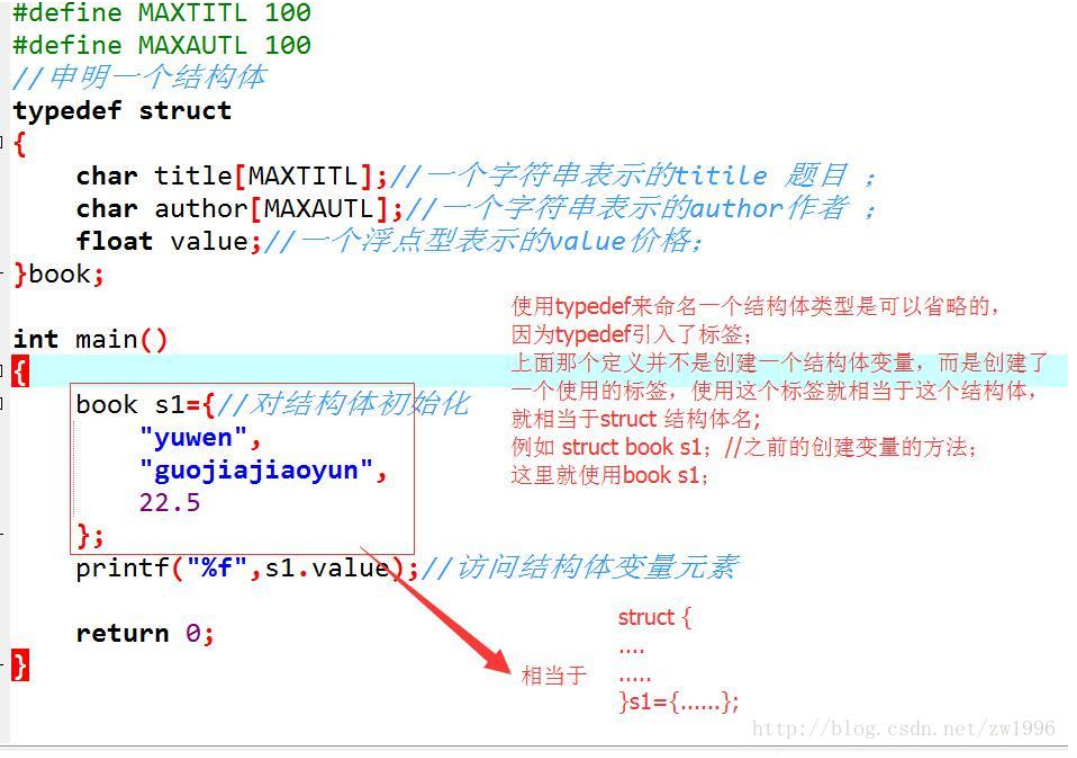 #define MAXTITL 100
#define MAXAUTL 100
//申明一个结构体
typedef struct
{
char title[MAXTITL];//一个字符串表示的titile 题目 ;
char author[MAXAUTL];//一个字符串表示的author作者 ;
float value;//一个浮点型表示的value价格;
}book;
使用typedef来命名一个结构体类型是可以省略的，
因为typedef引入了标签；
上面那个定义并不是创建一个结构体变量，而是创建了
一个使用的标签，使用这个标签就相当于这个结构体，
就相当于struct 结构体名;
例如 struct book s1；//之前的创建变量的方法；
这里就使用book s1；
int main()
{
book s1={//对结构体初始化
"yuwen",
"guojiajiaoyun",
22.5
};
printf("%f",s1.value);//访问结构体变量元素
return 0;
}
相当于
struct {
....
.....
}s1={......};
http://blog.csdn.net/zw1996